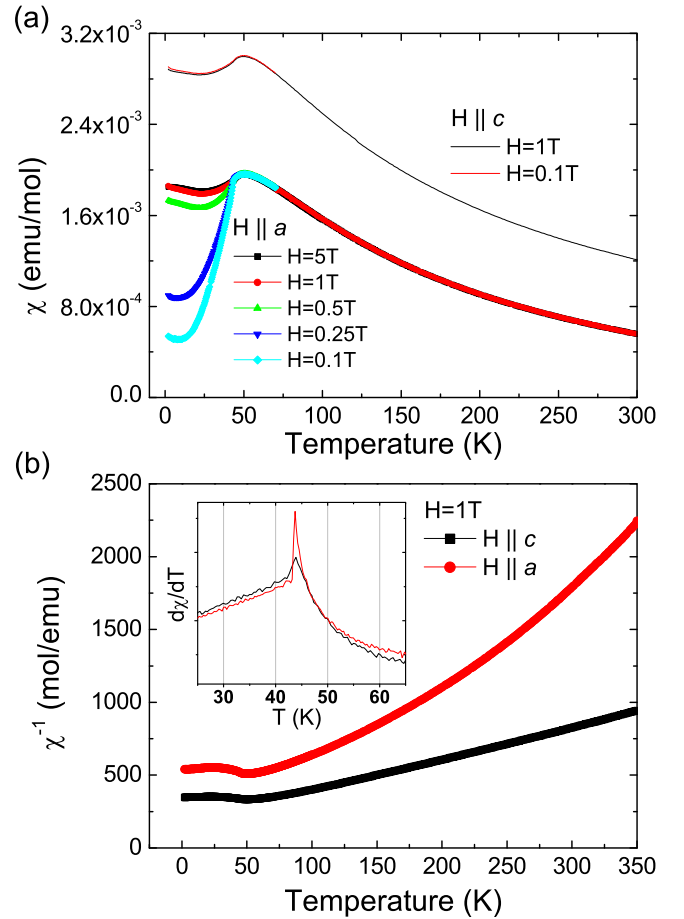 (a)
3.2x10⁻³
2.4x10⁻³
1.6x10⁻³
8.0x10⁻⁴
0.0
χ (emu/mol)
H || c
H=1T
H=0.1T
H || a
H=5T
H=1T
H=0.5T
H=0.25T
H=0.1T
0 50 100 150 200 250 300
Temperature (K)
(b)
2500
2000
1500
1000
500
0
χ⁻¹ (mol/emu)
H=1T
H || c
H || a
dχ/dT
30 40 50 60
T (K)
0 50 100 150 200 250 300 350
Temperature (K)